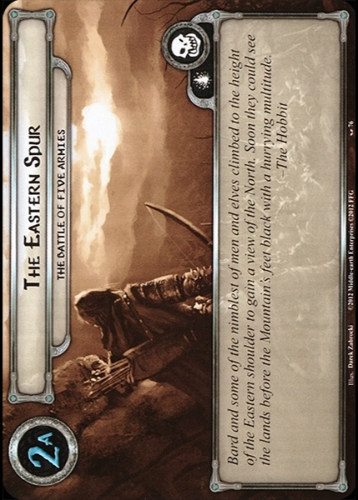 2A
The Eastern Spur
The Battle of Five Armies
Bard and some of the nimblest of men and elves climbed to the height
of the Eastern shoulder to gain a view of the North. Soon they could see
the lands before the Mountain's feet black with a hurrying multitude.
–The Hobbit
Illus. Darek Zabrocki ©2012 Middle-earth Enterprises ©2012 FFG 76